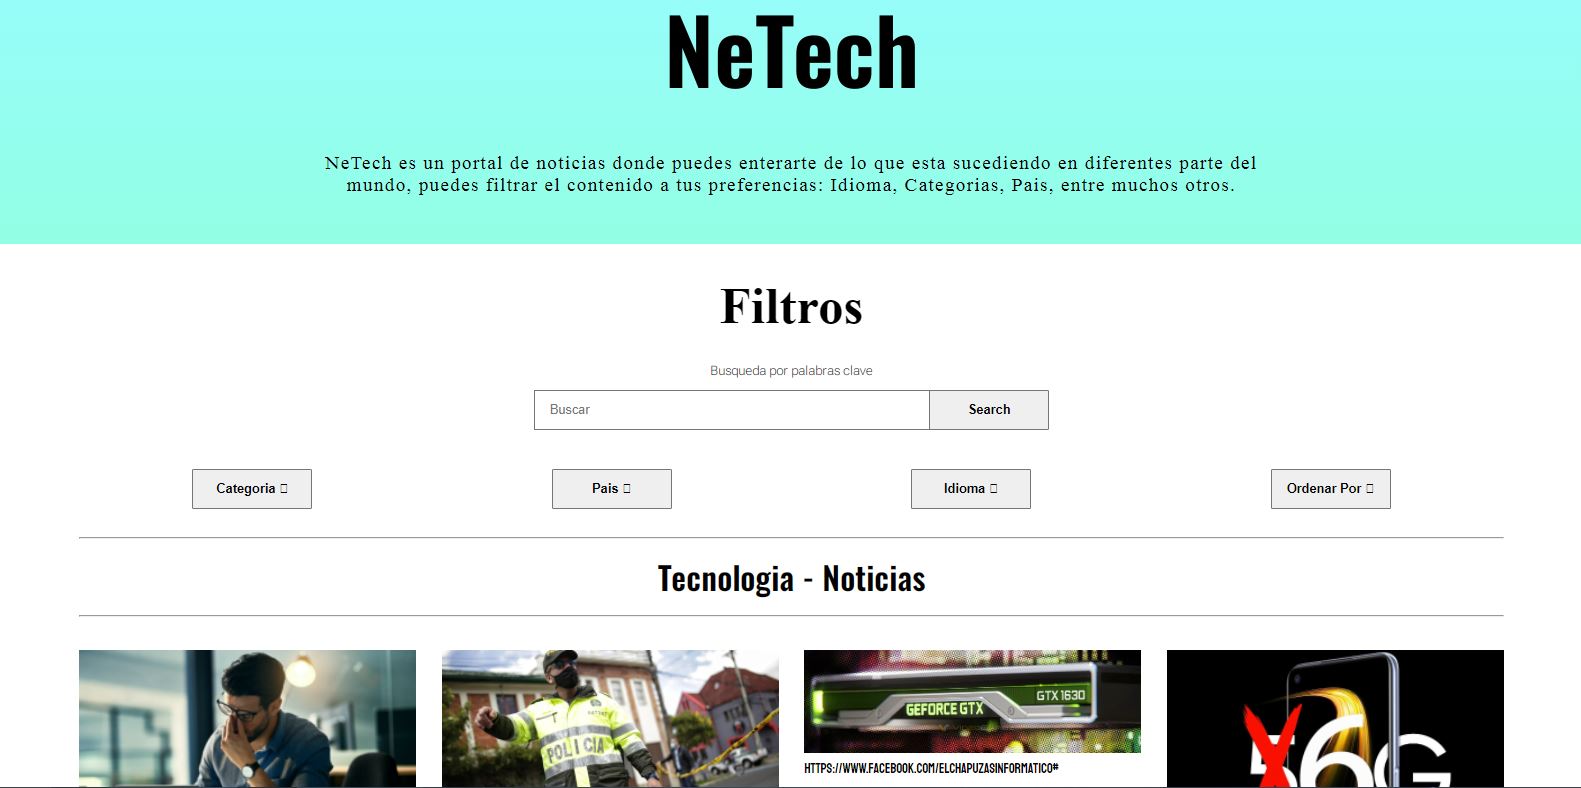 NeTech
NeTech es un portal de noticias donde puedes enterarte de lo que esta sucediendo en diferentes parte del
mundo, puedes filtrar el contenido a tus preferencias: Idioma, Categorias, Pais, entre muchos otros.
Filtros
Busqueda por palabras clave
Buscar
Search
Categoria
Pais
Idioma
Ordenar Por
Tecnologia - Noticias
POLICIA
GTX 1630
GEFORCE GTX
56G
HTTPS://WWW.FACEBOOK.COM/ELCHAPUZASINFORMATICO#